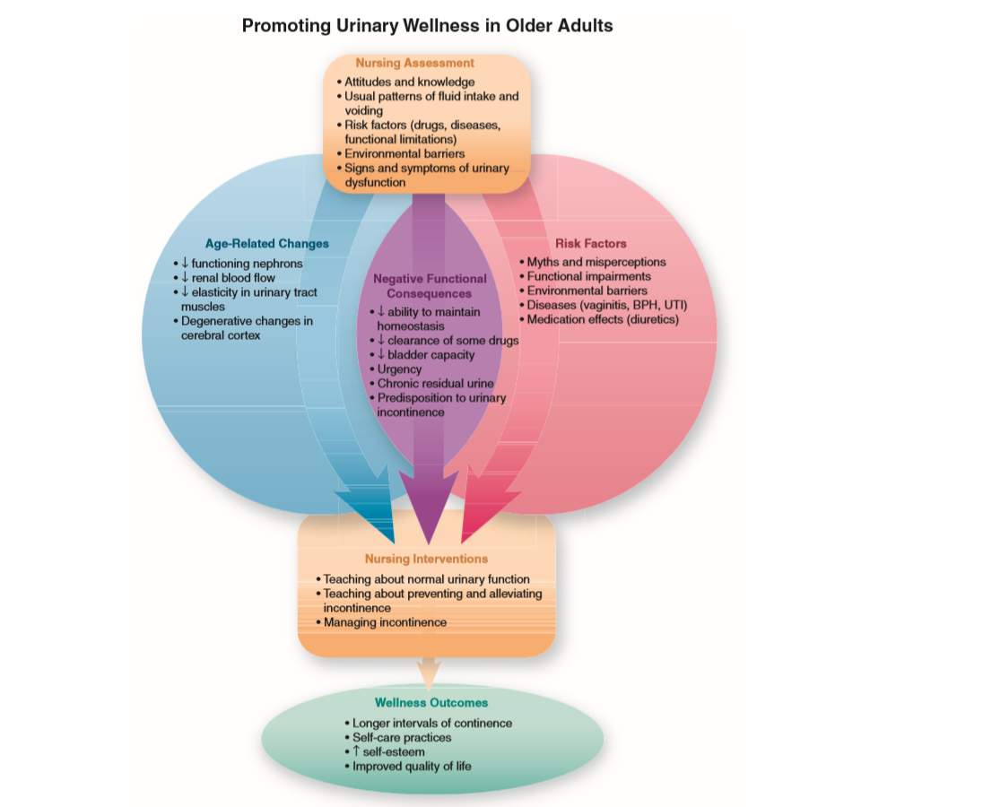 Promoting Urinary Wellness in Older Adults
Nursing Assessment
• Attitudes and knowledge
• Usual patterns of fluid intake and
voiding
• Risk factors (drugs, diseases,
functional limitations)
• Environmental barriers
• Signs and symptoms of urinary
dysfunction
Age-Related Changes
• ↓ functioning nephrons
• ↓ renal blood flow
• ↓ elasticity in urinary tract
muscles
• Degenerative changes in
cerebral cortex
Negative Functional
Consequences
• ↓ ability to maintain
homeostasis
• ↓ clearance of some drugs
• ↓ bladder capacity
• Urgency
• Chronic residual urine
• Predisposition to urinary
incontinence
Risk Factors
• Myths and misperceptions
• Functional impairments
• Environmental barriers
• Diseases (vaginitis, BPH, UTI)
• Medication effects (diuretics)
Nursing Interventions
• Teaching about normal urinary function
• Teaching about preventing and alleviating
incontinence
• Managing incontinence
Wellness Outcomes
• Longer intervals of continence
• Self-care practices
• ↑ self-esteem
• Improved quality of life